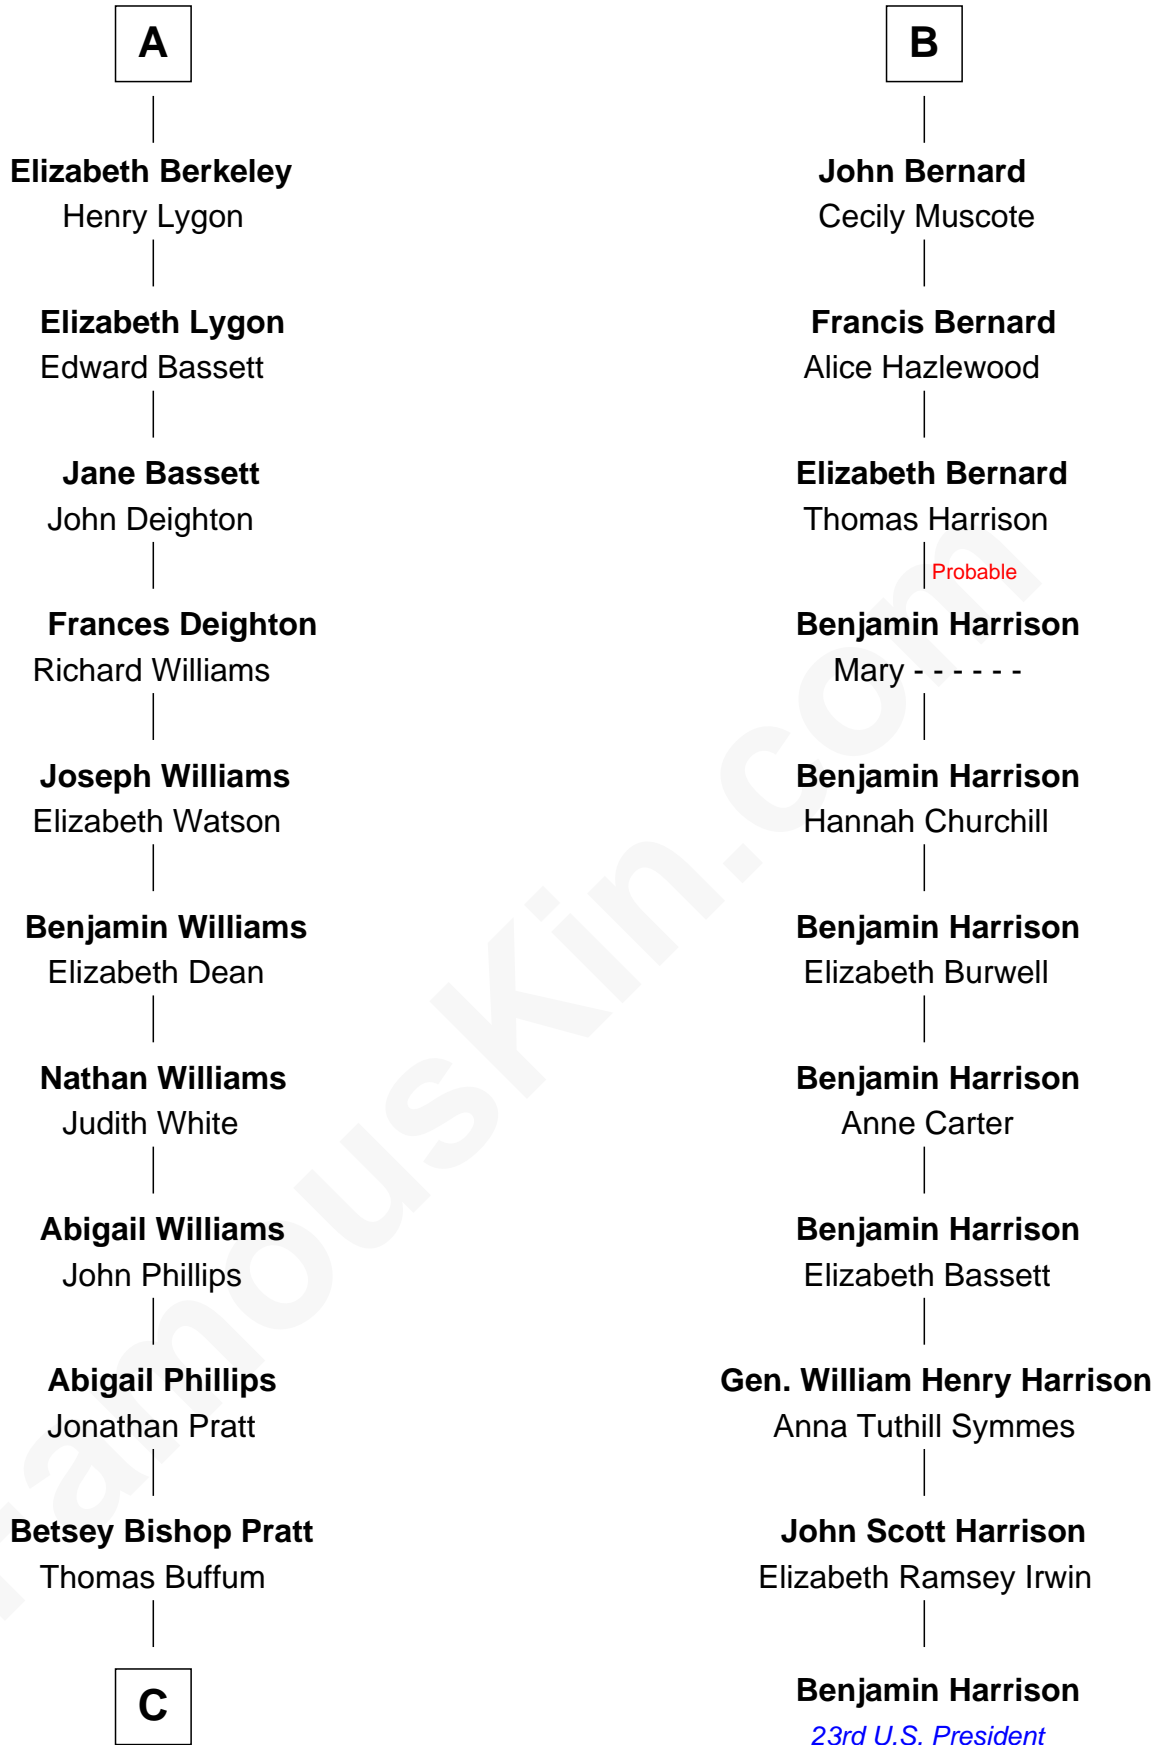 A
Elizabeth Berkeley
Henry Lygon
Elizabeth Lygon
Edward Bassett
Jane Bassett
John Deighton
Frances Deighton
Richard Williams
Joseph Williams
Elizabeth Watson
Benjamin Williams
Elizabeth Dean
Nathan Williams
Judith White
Abigail Williams
John Phillips
Abigail Phillips
Jonathan Pratt
Betsey Bishop Pratt
Thomas Buffum
C
B
John Bernard
Cecily Muscote
Francis Bernard
Alice Hazlewood
Elizabeth Bernard
Thomas Harrison
Probable
Benjamin Harrison
Mary - - - - - -
Benjamin Harrison
Hannah Churchill
Benjamin Harrison
Elizabeth Burwell
Benjamin Harrison
Anne Carter
Benjamin Harrison
Elizabeth Bassett
Gen. William Henry Harrison
Anna Tuthill Symmes
John Scott Harrison
Elizabeth Ramsey Irwin
Benjamin Harrison
23rd U.S. President
FamousKin.com